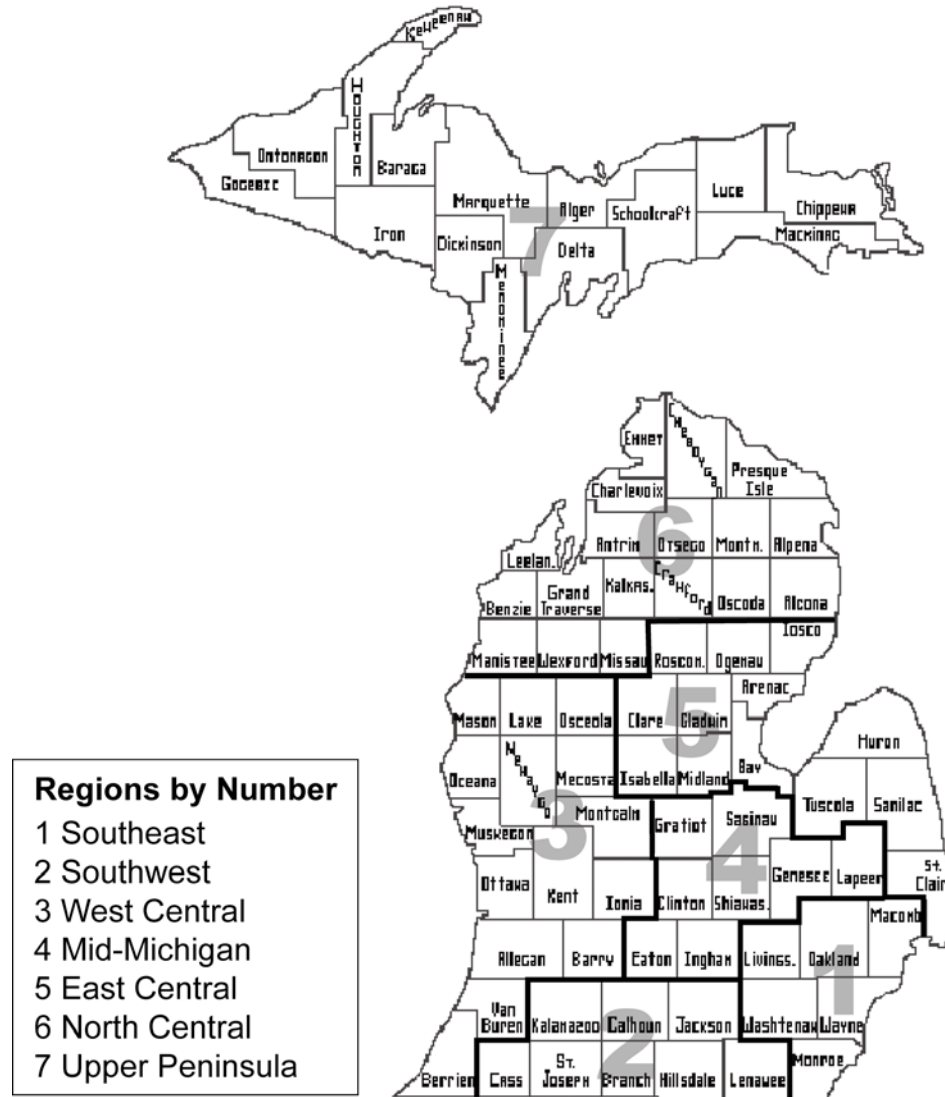 Keweenaw
Houghton
Ontonagon
Baraga
Gogebic
Marquette
Alger
Schoolcraft
Luce
Chippewa
Mackinac
Iron
Dickinson
7
Delta
Menominee
Emmet
Cheboygan
Presque
Isle
Charlevoix
6
Antrim
Otsego
Montm.
Alpena
Leelan.
Benzie
Grand
Traverse
Kalkas.
Crawford
Oscoda
Alcona
Iosco
Manistee
Wexford
Missau
Roscom.
Ogemaw
Arenac
5
Mason
Lake
Osceola
Clare
Gladwin
Huron
Oceana
Newaygo
Mecosta
Isabella
Midland
Bay
3
Montcalm
Muskegon
Gratiot
Saginaw
Tuscola
Sanilac
4
Ottawa
Kent
Ionia
Clinton
Shiawas.
Genesee
Lapeer
St.
Clair
Macomb
Allegan
Barry
Eaton
Ingham
Livings.
Oakland
1
Van
Buren
Kalamazoo
Calhoun
Jackson
Washtenaw
Wayne
2
Berrien
Cass
St.
Joseph
Branch
Hillsdale
Lenawee
Monroe
Regions by Number
1 Southeast
2 Southwest
3 West Central
4 Mid-Michigan
5 East Central
6 North Central
7 Upper Peninsula